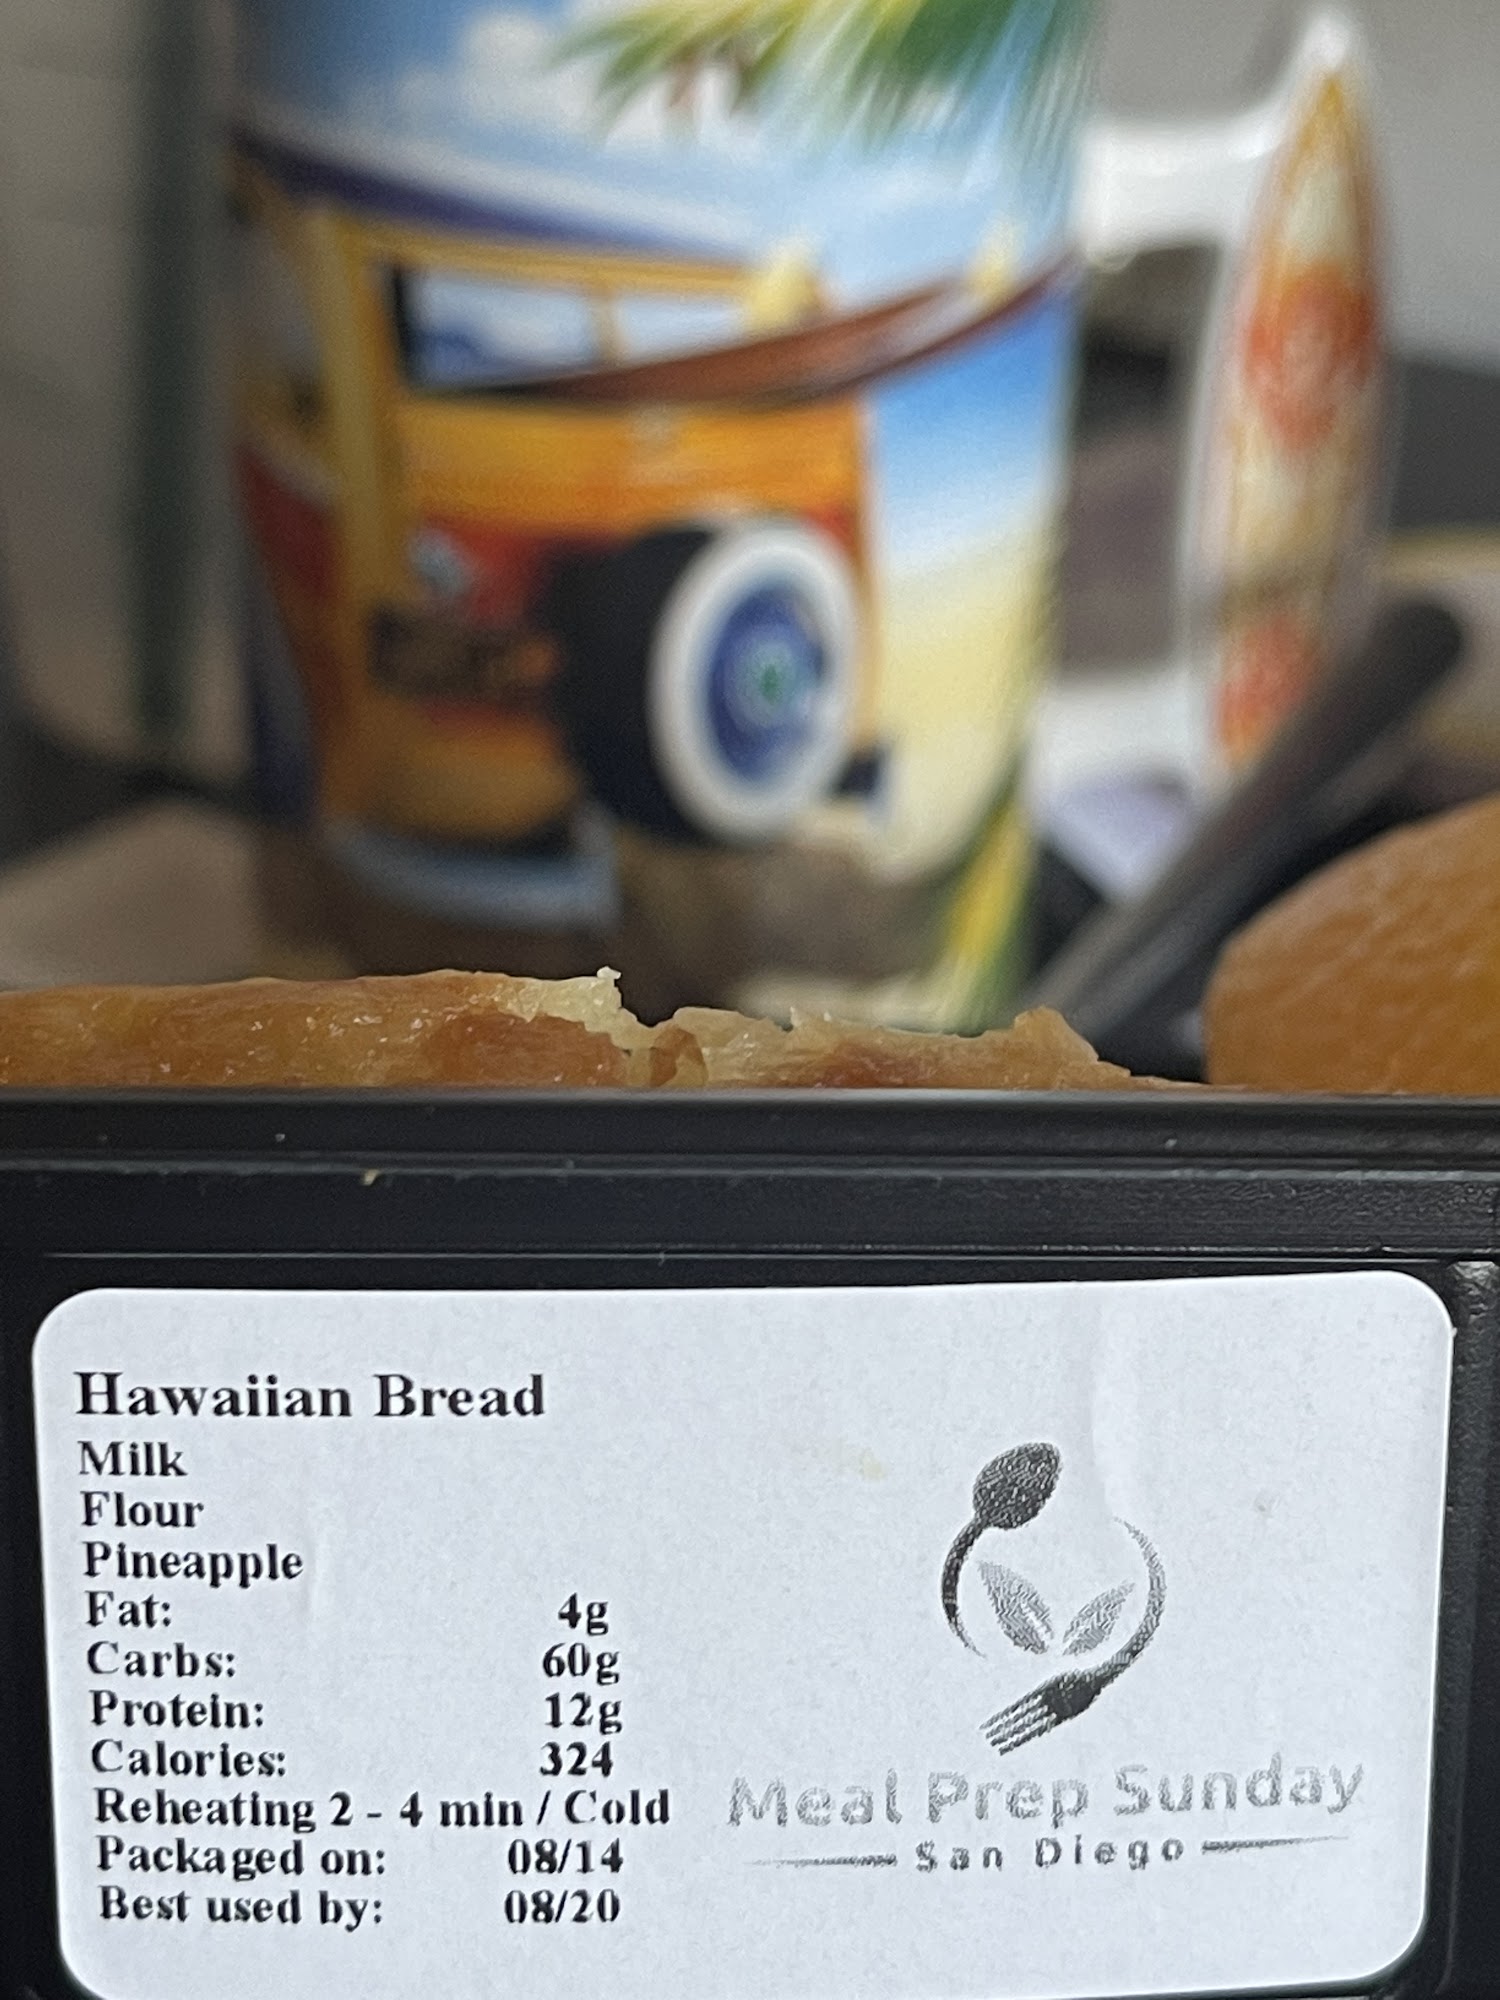 Hawaiian Bread
Milk
Flour
Pineapple
Fat: 4g
Carbs: 60g
Protein: 12g
Calories: 324
Reheating 2 - 4 min / Cold
Packaged on: 08/14
Best used by: 08/20
Meal Prep Sunday
San Diego